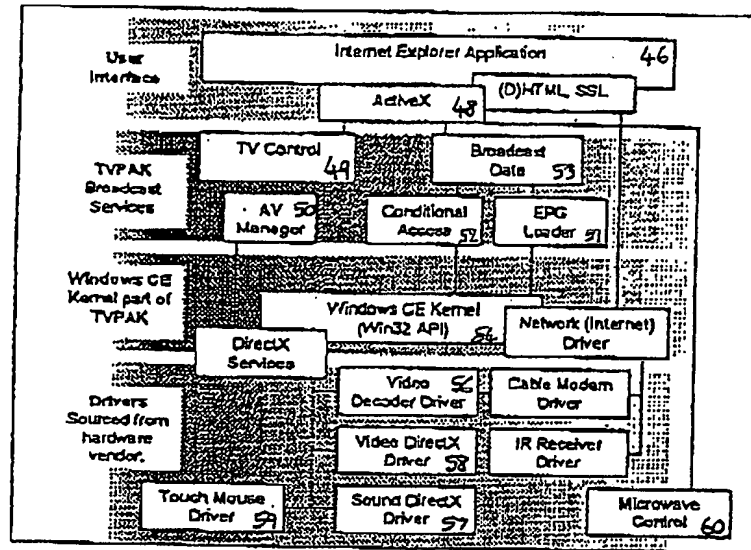 User
Interface
Internet Explorer Application 46
(D)HTML, SSL
ActiveX 48
TVPAK
Broadcast
Services
TV Control 49
Broadcast
Data 53
AV 50
Manager
Conditional
Access 52
EPG
Loader 51
Windows CE
Kernel part of
TVPAK
Windows CE Kernel
(Win32 API) 54
Network (Internet)
Driver
DirectX
Services
Drivers
Sourced from
hardware
vendor.
Video 56
Decoder Driver
Cable Modem
Driver
Video DirectX
Driver 58
IR Receiver
Driver
Touch Mouse
Driver 59
Sound DirectX
Driver 57
Microwave
Control 60